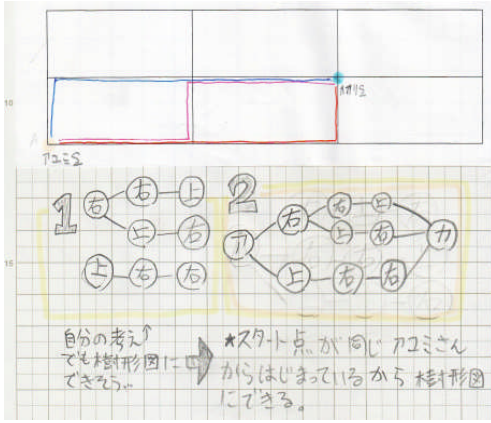 10
カオリ宅
A
アユミ宅
1
右 右 上
上 右
上 右 右
2
ア 右 右 上 カ
上 右
上 右 右
15
自分の考え↑
でも樹形図に
できそう…
★スタート点が同じアユミさん
からはじまっているから樹形図
にできる。